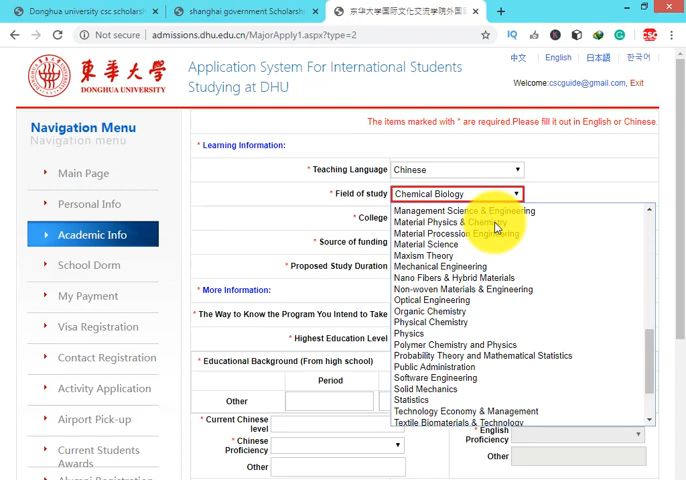 Donghua university csc scholarsh
shanghai government Scholarship
东华大学国际文化交流学院外国
Not secure
admissions.dhu.edu.cn/MajorApply1.aspx?type=2
中文 English 日本語 한국어
東華大學
DONGHUA UNIVERSITY
Application System For International Students
Studying at DHU
Welcome:cscguide@gmail.com, Exit
Navigation Menu
Navigation menu
Main Page
Personal Info
Academic Info
School Dorm
My Payment
Visa Registration
Contact Registration
Activity Application
Airport Pick-up
Current Students
Awards
Alumni Registration
The items marked with * are required Please fill it out in English or Chinese.
* Learning Information:
* Teaching Language Chinese
* Field of study Chemical Biology
* College
* Source of funding
* Proposed Study Duration
* More Information:
* The Way to Know the Program You Intend to Take
* Highest Education Level
* Educational Background (From high school)
Period
Other
* Current Chinese
level
* Chinese
Proficiency
Other
* English
Proficiency
Other
Management Science & Engineering
Material Physics & Chemistry
Material Procession Engineering
Material Science
Maxism Theory
Mechanical Engineering
Nano Fibers & Hybrid Materials
Non-woven Materials & Engineering
Optical Engineering
Organic Chemistry
Physical Chemistry
Physics
Polymer Chemistry and Physics
Probability Theory and Mathematical Statistics
Public Administration
Software Engineering
Solid Mechanics
Statistics
Technology Economy & Management
Textile Biomaterials & Technology